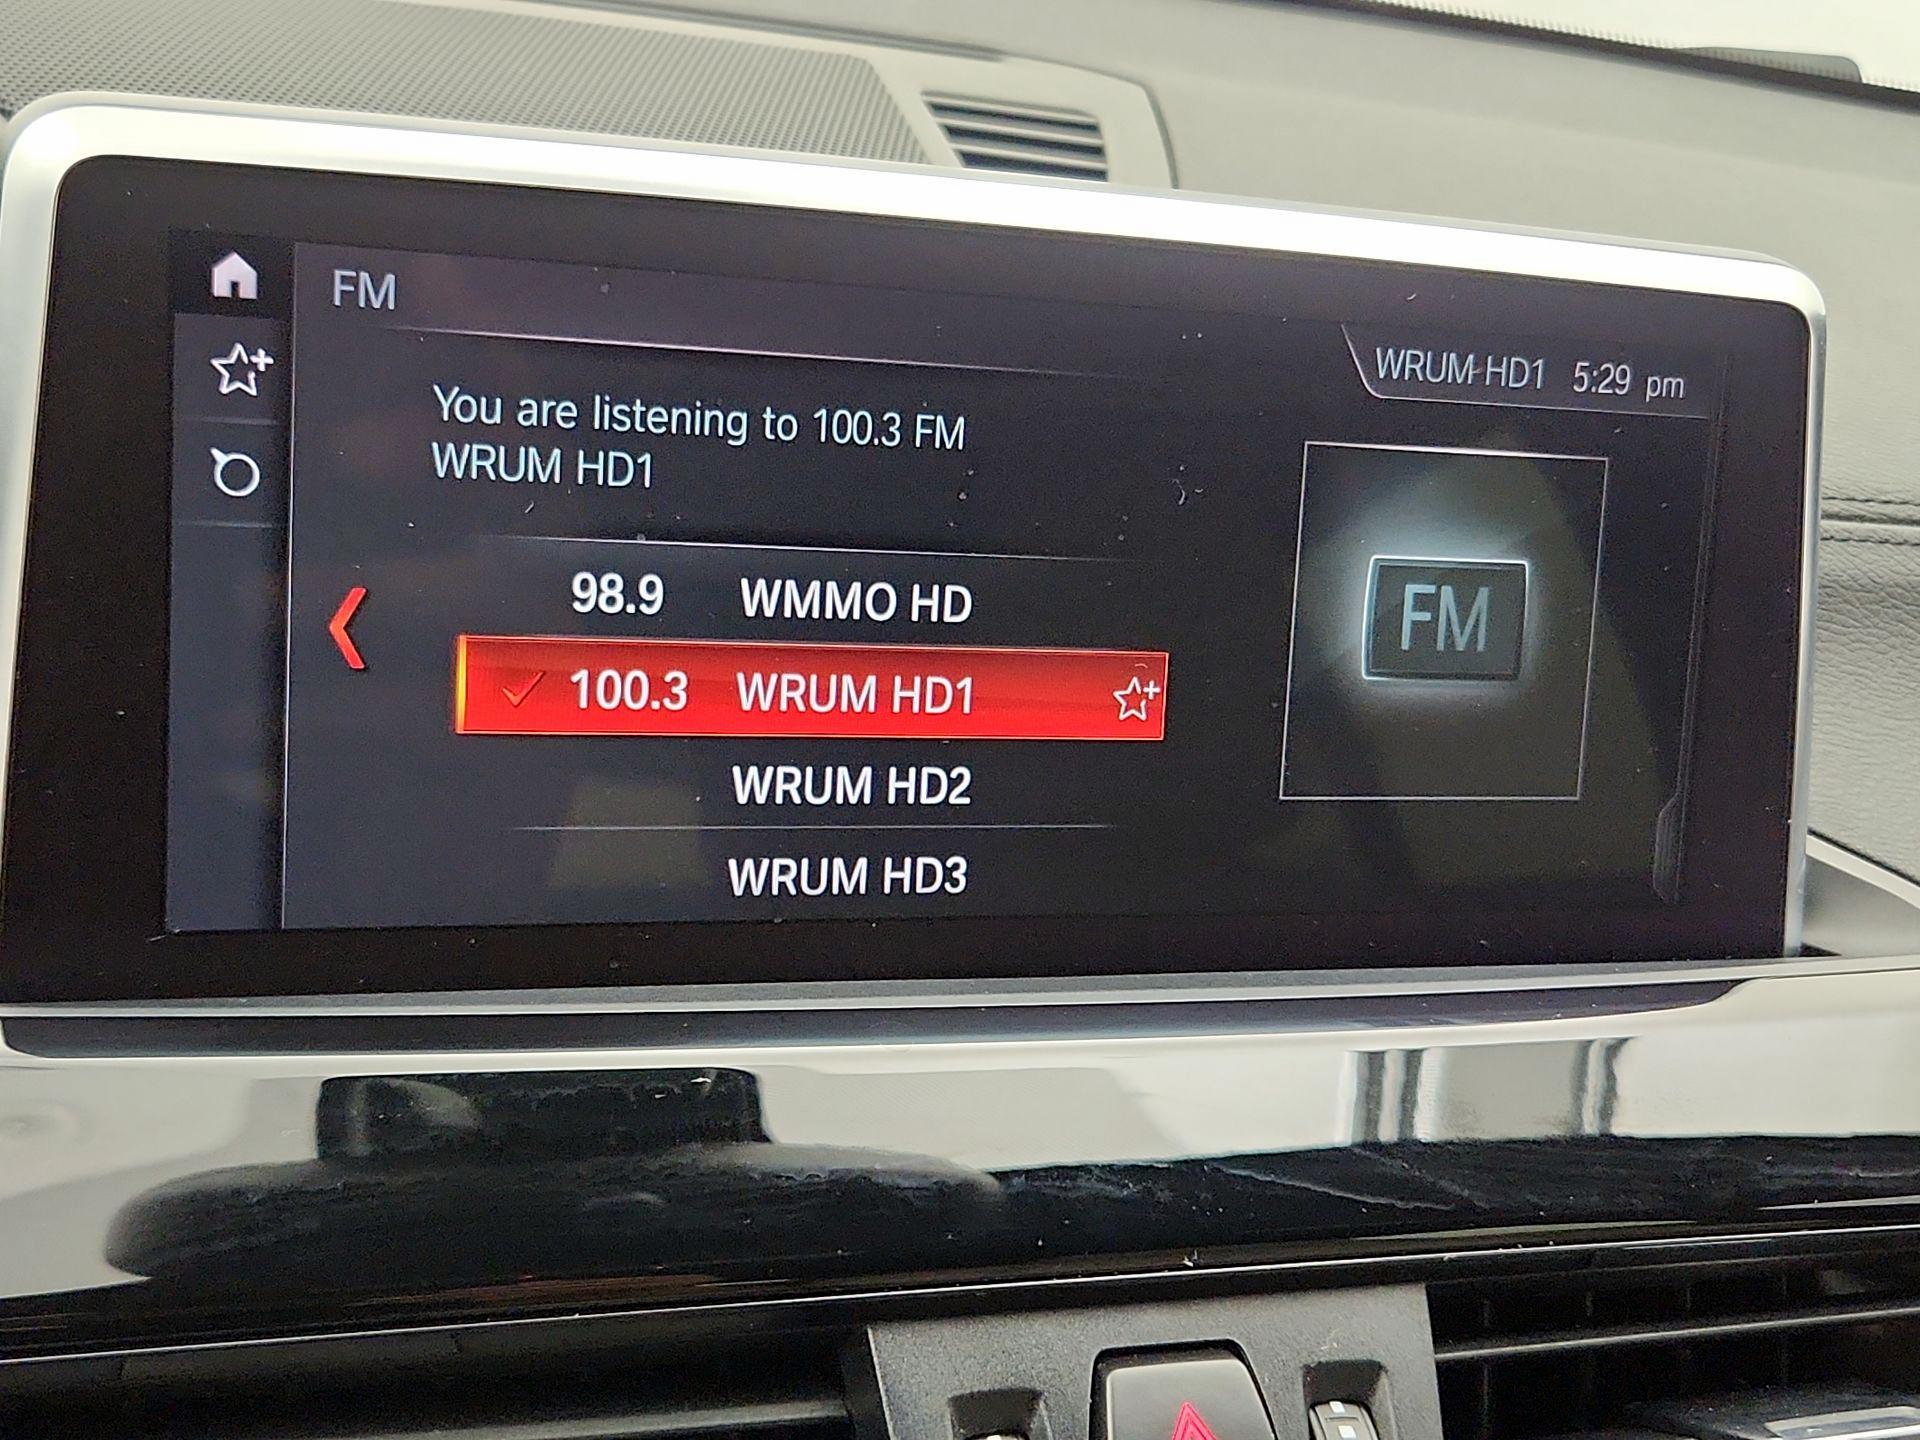 FM
WRUM HD1 5:29 pm
You are listening to 100.3 FM
WRUM HD1
98.9 WMMO HD
100.3 WRUM HD1
WRUM HD2
WRUM HD3
FM